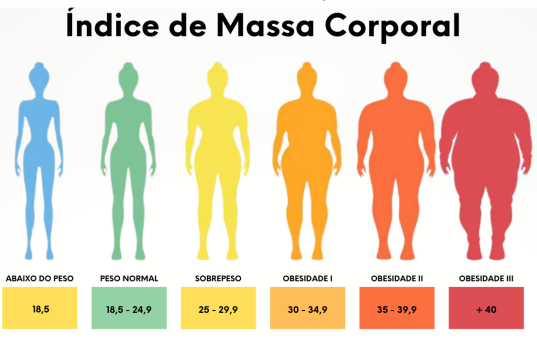 Índice de Massa Corporal
ABAIXO DO PESO
PESO NORMAL
SOBREPESO
OBESIDADE I
OBESIDADE II
OBESIDADE III
18,5
18,5 - 24,9
25 - 29,9
30 - 34,9
35 - 39,9
+ 40